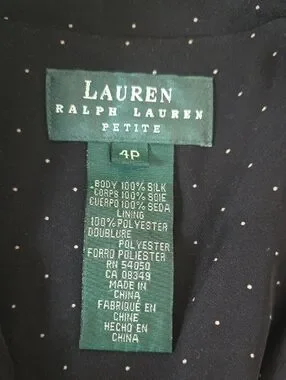 LAUREN
RALPH LAUREN
PETITE
4P
BODY 100% SILK
CORPS 100% SOIE
CUERPO 100% SEDA
LINING
100% POLYESTER
DOUBLURE
POLYESTER
FORRO POLIESTER
RN 54050
CA 08349
MADE IN
CHINA
FABRIQUÉ EN
CHINE
HECHO EN
CHINA